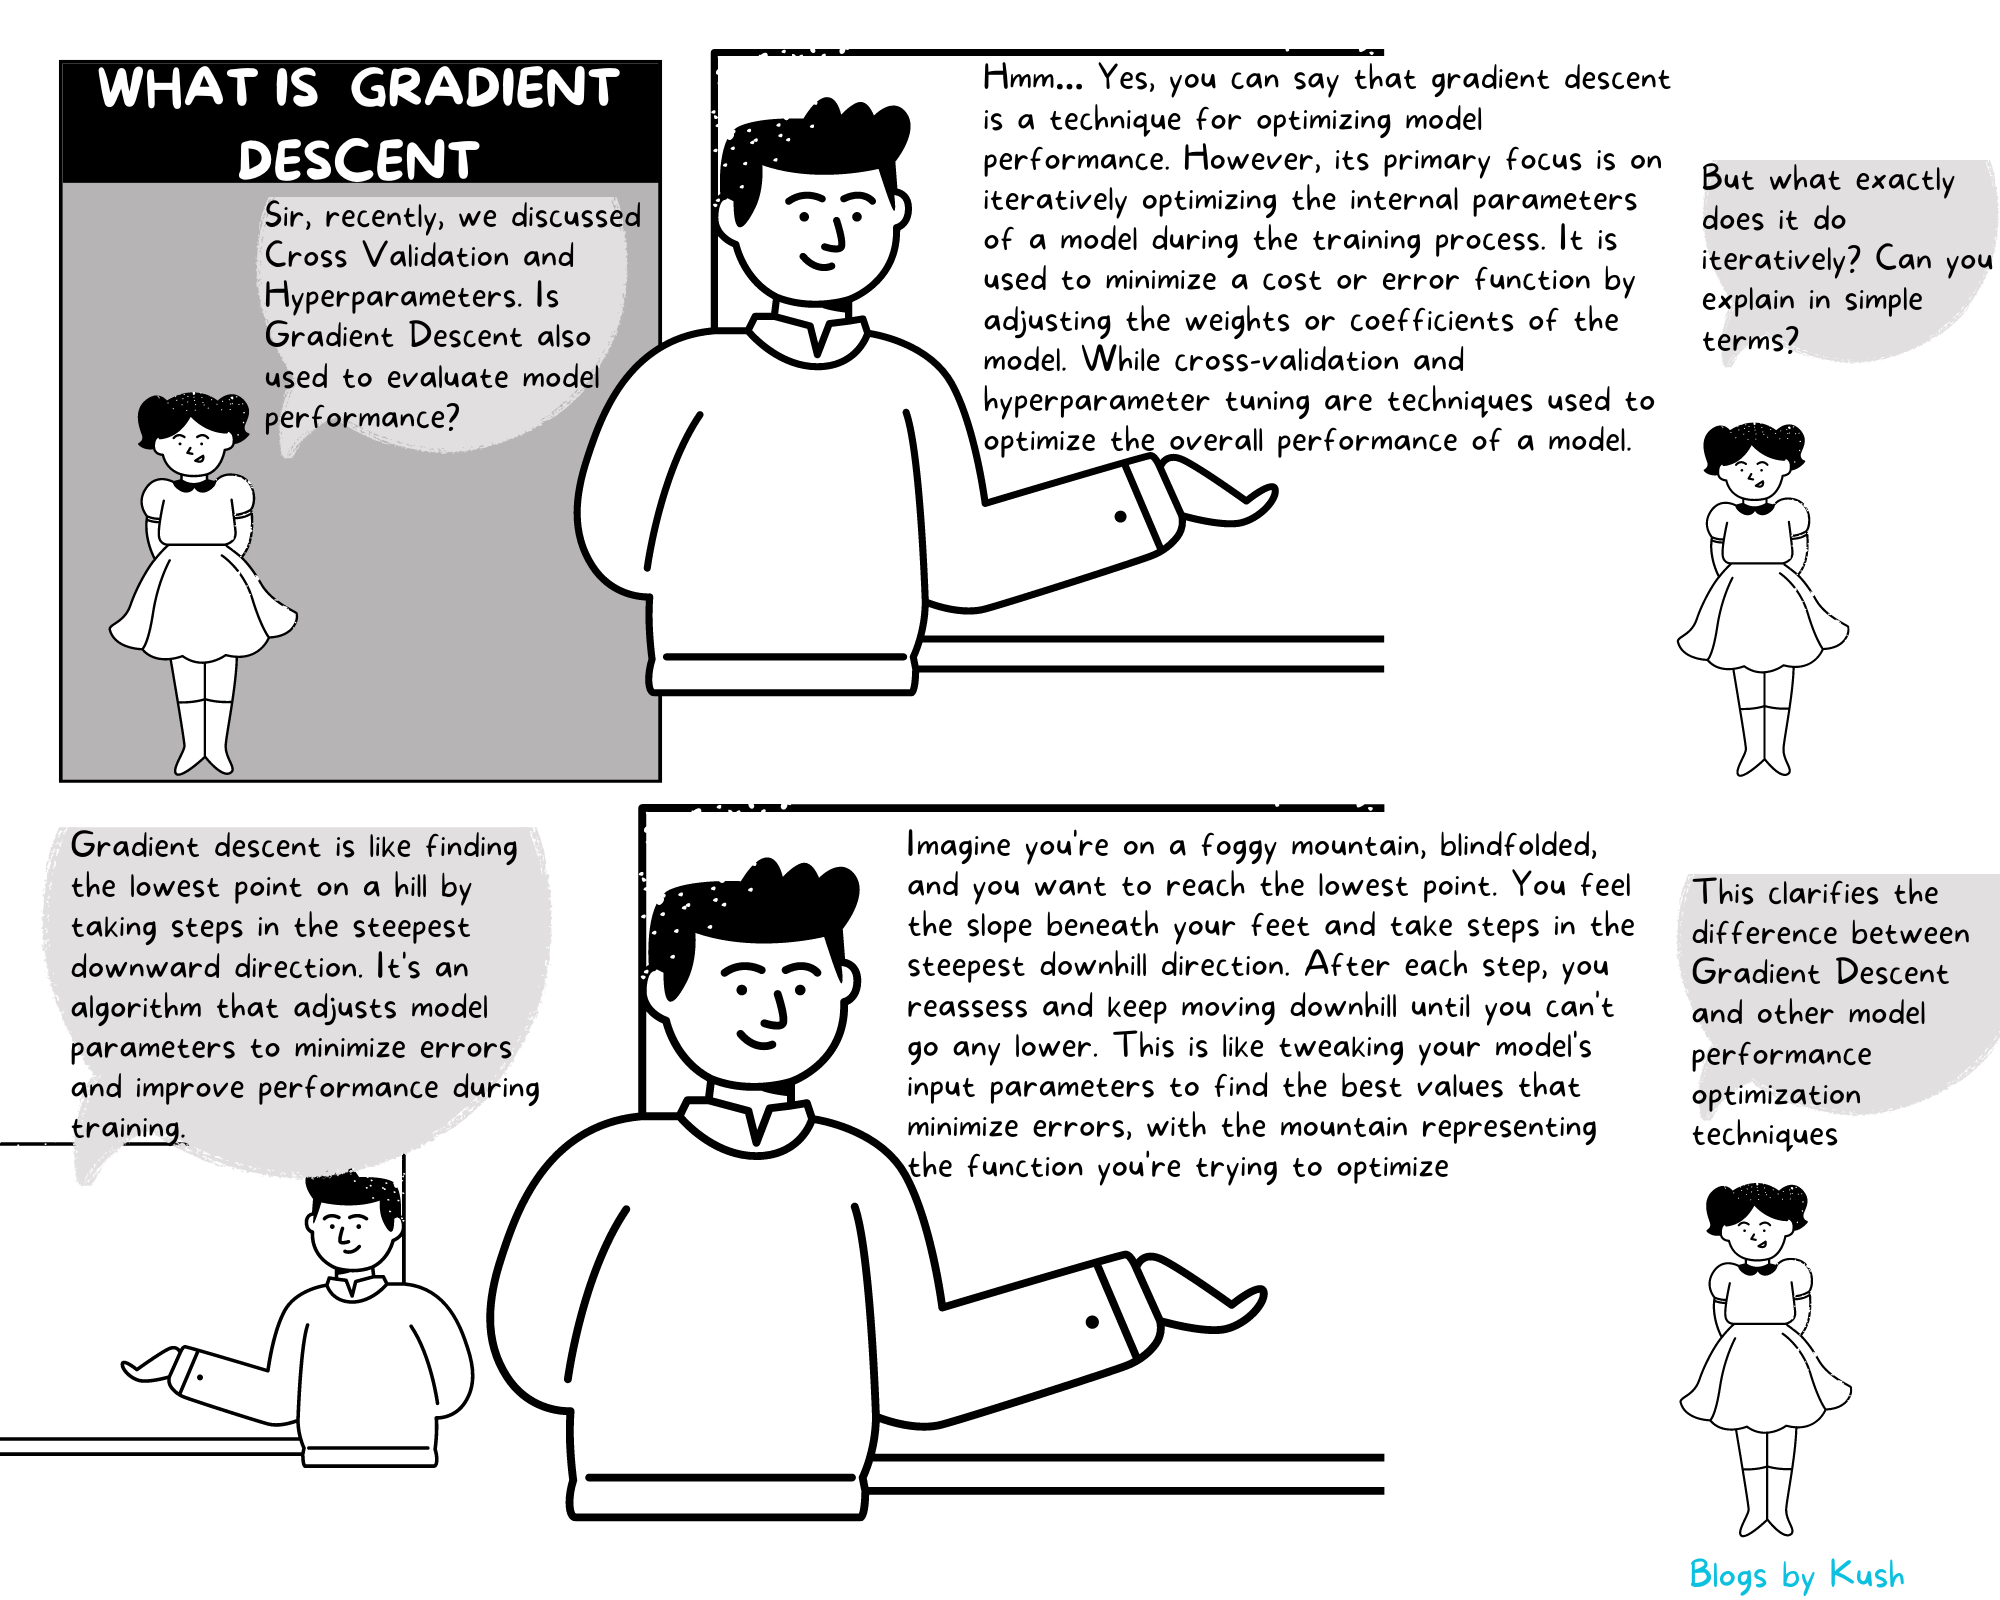 WHAT IS GRADIENT
DESCENT
Sir, recently, we discussed
Cross Validation and
Hyperparameters. Is
Gradient Descent also
used to evaluate model
performance?
Hmm... Yes, you can say that gradient descent
is a technique for optimizing model
performance. However, its primary focus is on
iteratively optimizing the internal parameters
of a model during the training process. It is
used to minimize a cost or error function by
adjusting the weights or coefficients of the
model. While cross-validation and
hyperparameter tuning are techniques used to
optimize the overall performance of a model.
But what exactly
does it do
iteratively? Can you
explain in simple
terms?
Gradient descent is like finding
the lowest point on a hill by
taking steps in the steepest
downward direction. It's an
algorithm that adjusts model
parameters to minimize errors
and improve performance during
training.
Imagine you're on a foggy mountain, blindfolded,
and you want to reach the lowest point. You feel
the slope beneath your feet and take steps in the
steepest downhill direction. After each step, you
reassess and keep moving downhill until you can't
go any lower. This is like tweaking your model's
input parameters to find the best values that
minimize errors, with the mountain representing
the function you're trying to optimize
This clarifies the
difference between
Gradient Descent
and other model
performance
optimization
techniques
Blogs by Kush